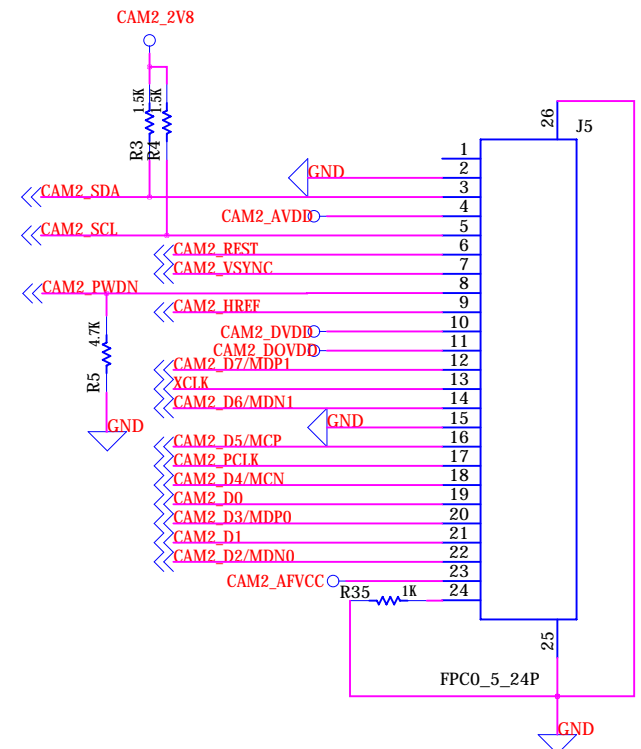 CAM2_2V8
1.5K
1.5K
R3
R4
26
J5
1
GND
2
CAM2_SDA
3
CAM2_AVDD
4
CAM2_SCL
5
CAM2_REST
6
CAM2_VSYNC
7
CAM2_PWDN
8
CAM2_HREF
9
CAM2_DVDD
10
CAM2_DOVDD
11
CAM2_D7/MDP1
12
XCLK
13
CAM2_D6/MDN1
14
4.7K
R5
GND
GND
15
CAM2_D5/MCP
16
CAM2_PCLK
17
CAM2_D4/MCN
18
CAM2_D0
19
CAM2_D3/MDP0
20
CAM2_D1
21
CAM2_D2/MDN0
22
CAM2_AFVCC
23
R35
1K
24
25
FPC0_5_24P
GND